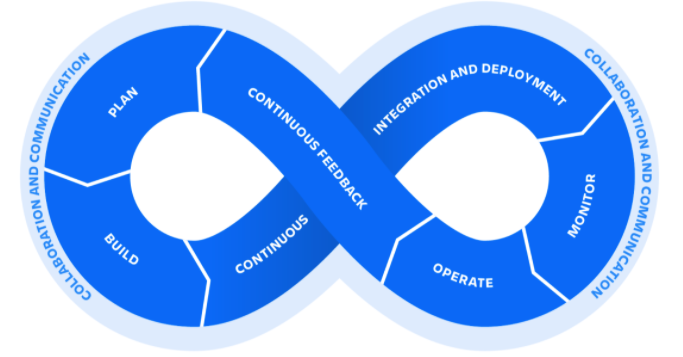 COLLABORATION AND COMMUNICATION
PLAN
BUILD
CONTINUOUS
INTEGRATION AND DEPLOYMENT
MONITOR
OPERATE
CONTINUOUS FEEDBACK
COLLABORATION AND COMMUNICATION